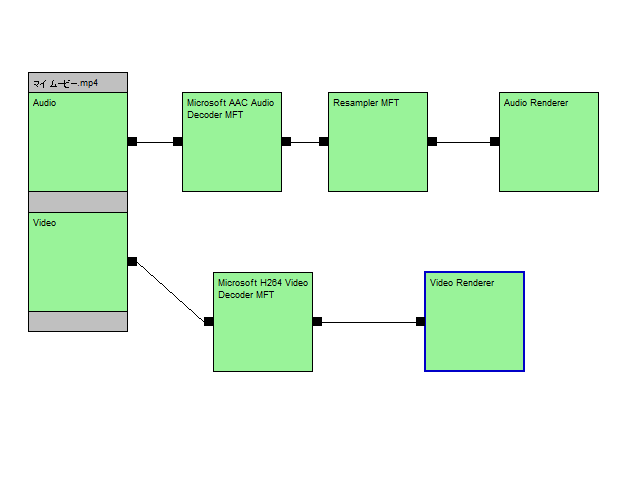 マイ ムービー.mp4
Audio
Microsoft AAC Audio
Decoder MFT
Resampler MFT
Audio Renderer
Video
Microsoft H264 Video
Decoder MFT
Video Renderer